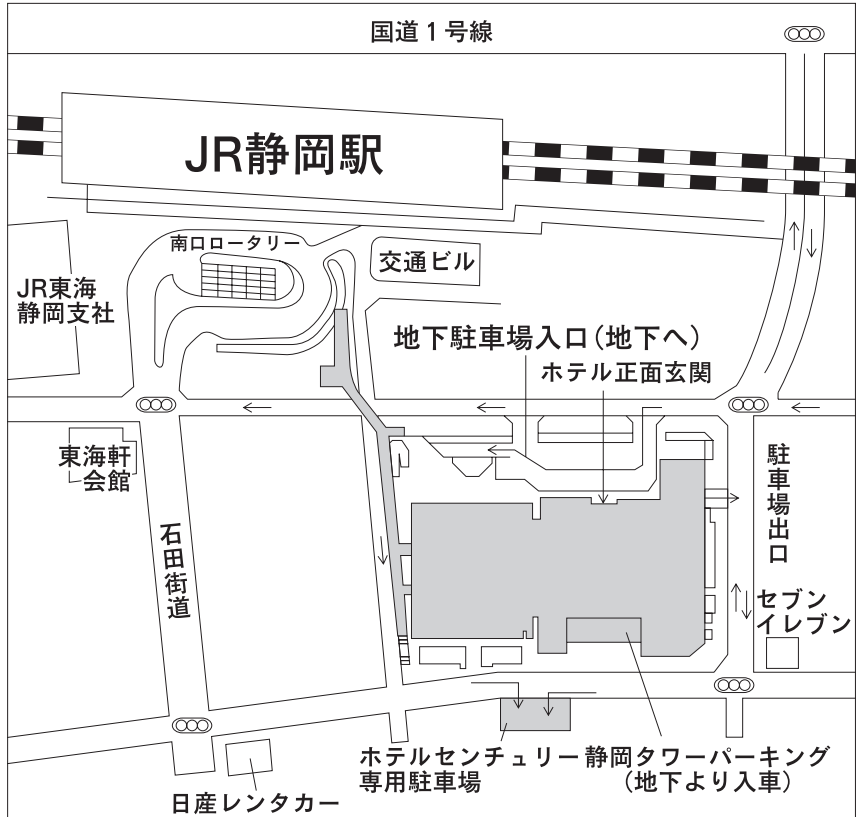 国道1号線
JR静岡駅
南口ロータリー
交通ビル
JR東海
静岡支社
地下駐車場入口(地下へ)
ホテル正面玄関
東海軒
会館
駐車場出口
石田街道
セブン
イレブン
ホテルセンチュリー
専用駐車場
静岡タワーパーキング
(地下より入車)
日産レンタカー